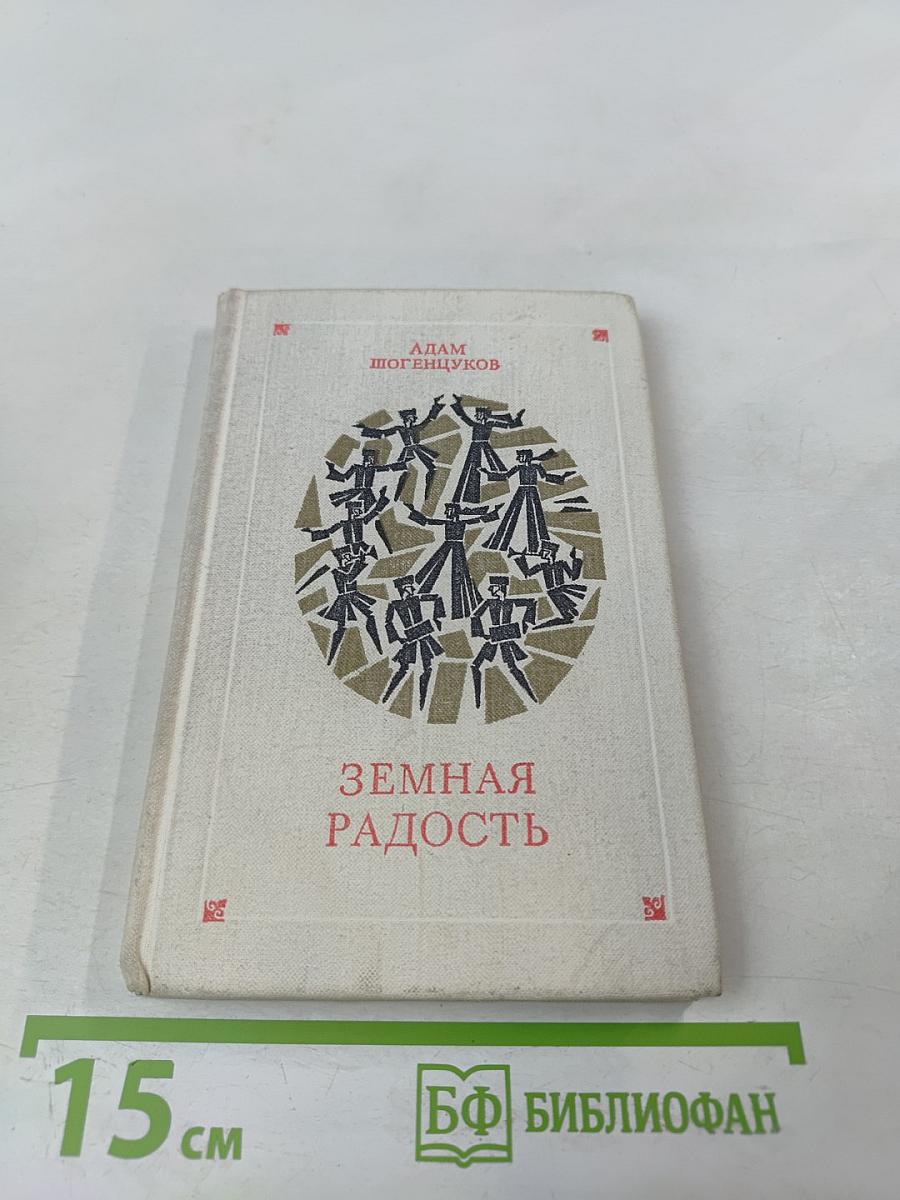 АДАМ
ШОГЕНЦУКОВ
ЗЕМНАЯ
РАДОСТЬ
15 см
БФ БИБЛИОФАН